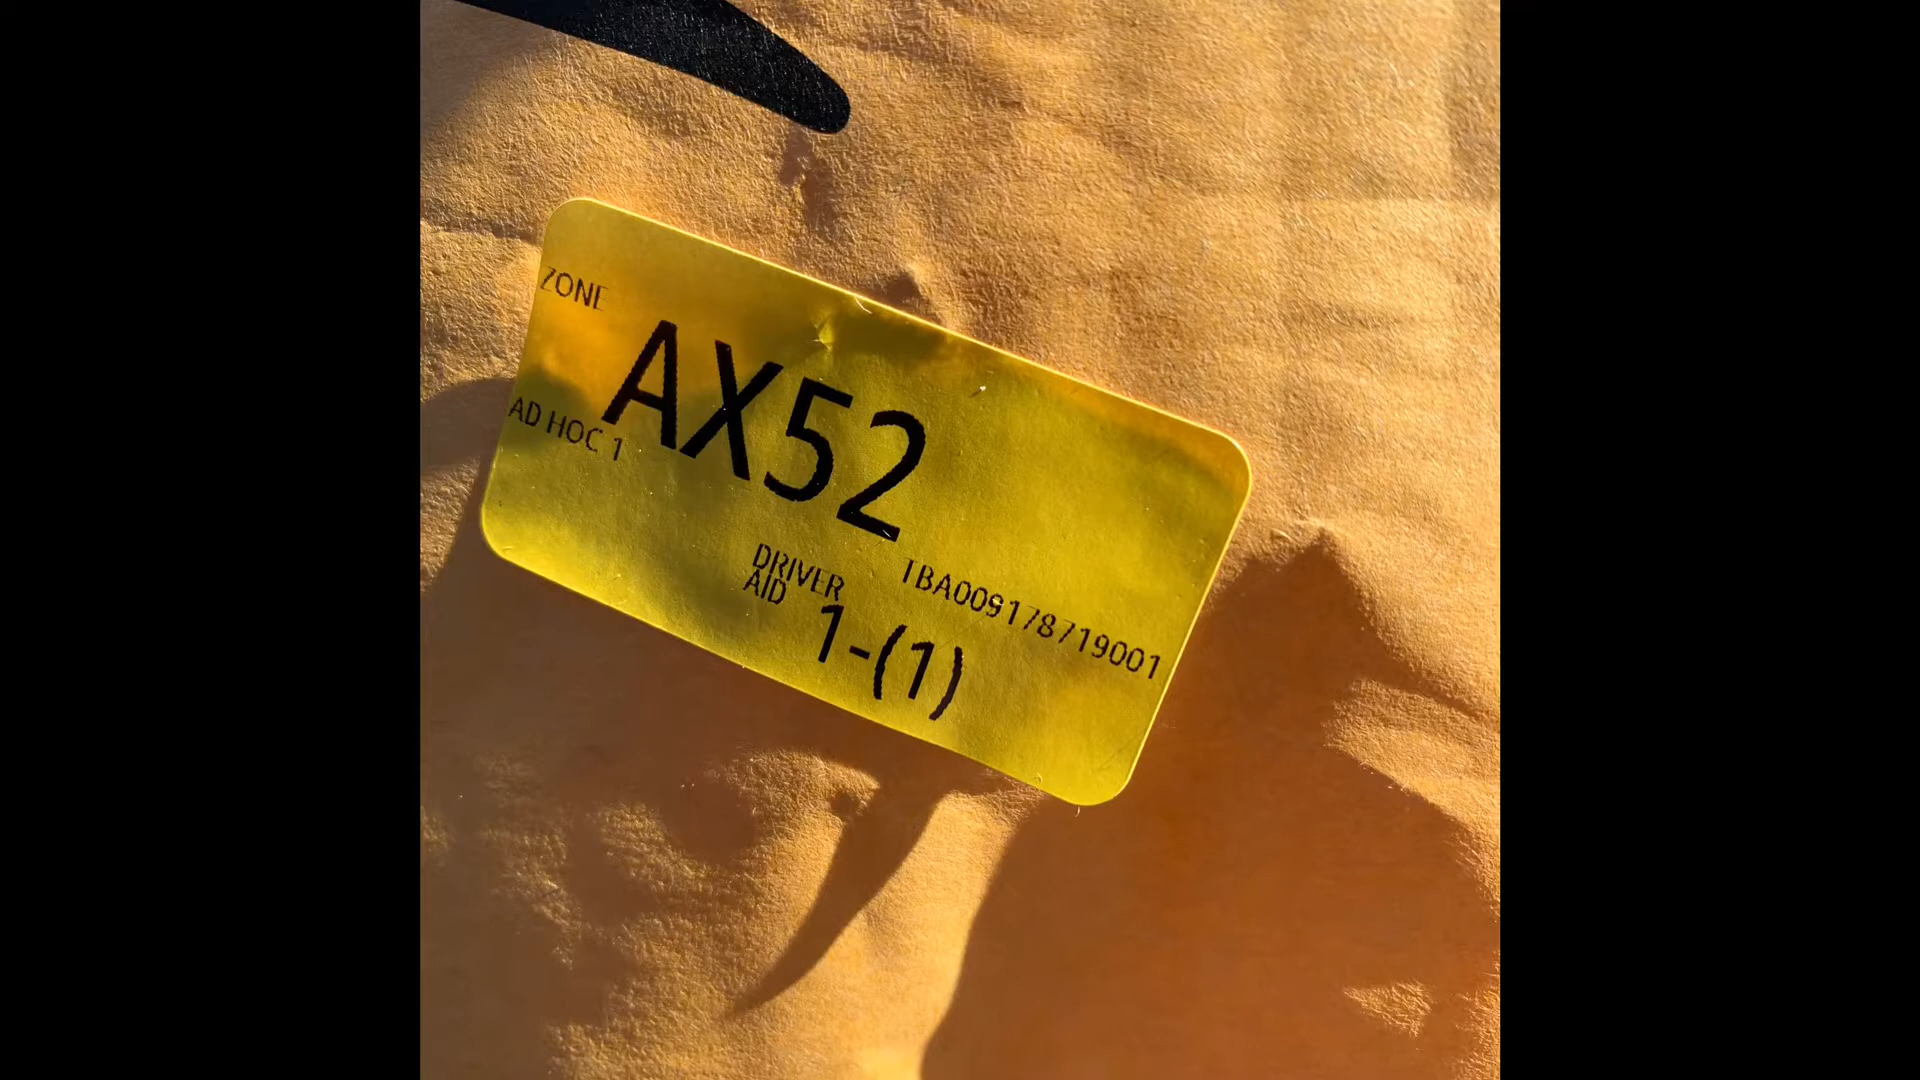 ZONE
AX52
AD HOC 1
DRIVER
AID
1-(1)
TBA009178719001